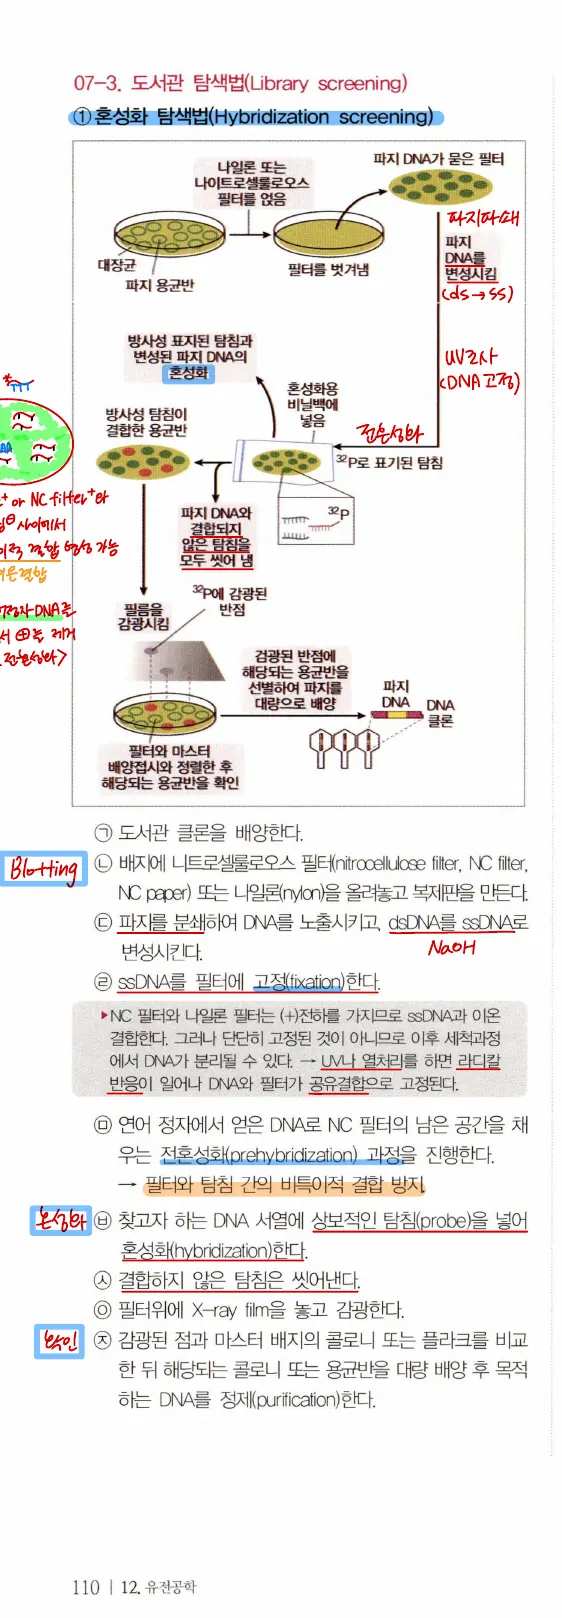 07-3. 도서관 탐색법(Library screening)
① 혼성화 탐색법(Hybridization screening)
나일론 또는
나이트로셀룰로오스
필터를 얹음
파지 DNA가 묻은 필터
대장균
파지 용균반
필터를 벗겨냄
파지파쇄
파지
DNA를
변성시킴
(ds→ss)
UV조사
(DNA고정)
방사성 표지된 탐침과
변성된 파지 DNA의
혼성화
혼성화용
비닐백에
넣음
전혼성화
32P로 표기된 탐침
방사성 탐침이
결합한 용균반
32P
파지 DNA와
결합되지
않은 탐침을
모두 씻어 냄
or NC filter+와
사이에서
결합 형성 가능
결합
DNA를
제거
전혼성화>
필름을
감광시킴
32P에 감광된
반점
검광된 반점에
해당되는 용균반을
선별하여 파지를
대량으로 배양
파지
DNA
DNA
클론
필터와 마스터
배양접시와 정렬한 후
해당되는 용균반을 확인
㉠ 도서관 클론을 배양한다.
Blotting
㉡ 배지에 니트로셀룰로오스 필터(nitrocellulose filter, NC filter,
NC paper) 또는 나일론(nylon)을 올려놓고 복제판을 만든다.
㉢ 파지를 분쇄하여 DNA를 노출시키고, dsDNA를 ssDNA로
변성시킨다.
NaOH
㉣ ssDNA를 필터에 고정(fixation)한다.
▶NC 필터와 나일론 필터는 (+)전하를 가지므로 ssDNA과 이온
결합한다. 그러나 단단히 고정된 것이 아니므로 이후 세척과정
에서 DNA가 분리될 수 있다. → UV나 열처리를 하면 라디칼
반응이 일어나 DNA와 필터가 공유결합으로 고정된다.
㉤ 연어 정자에서 얻은 DNA로 NC 필터의 남은 공간을 채
우는 전혼성화(prehybridization) 과정을 진행한다.
→ 필터와 탐침 간의 비특이적 결합 방지.
혼성화
㉥ 찾고자 하는 DNA 서열에 상보적인 탐침(probe)을 넣어
혼성화(hybridization)한다.
㉦ 결합하지 않은 탐침은 씻어낸다.
㉧ 필터위에 X-ray film을 놓고 감광한다.
확인
㉨ 감광된 점과 마스터 배지의 콜로니 또는 플라크를 비교
한 뒤 해당되는 콜로니 또는 용균반을 대량 배양 후 목적
하는 DNA를 정제(purification)한다.
110 | 12. 유전공학